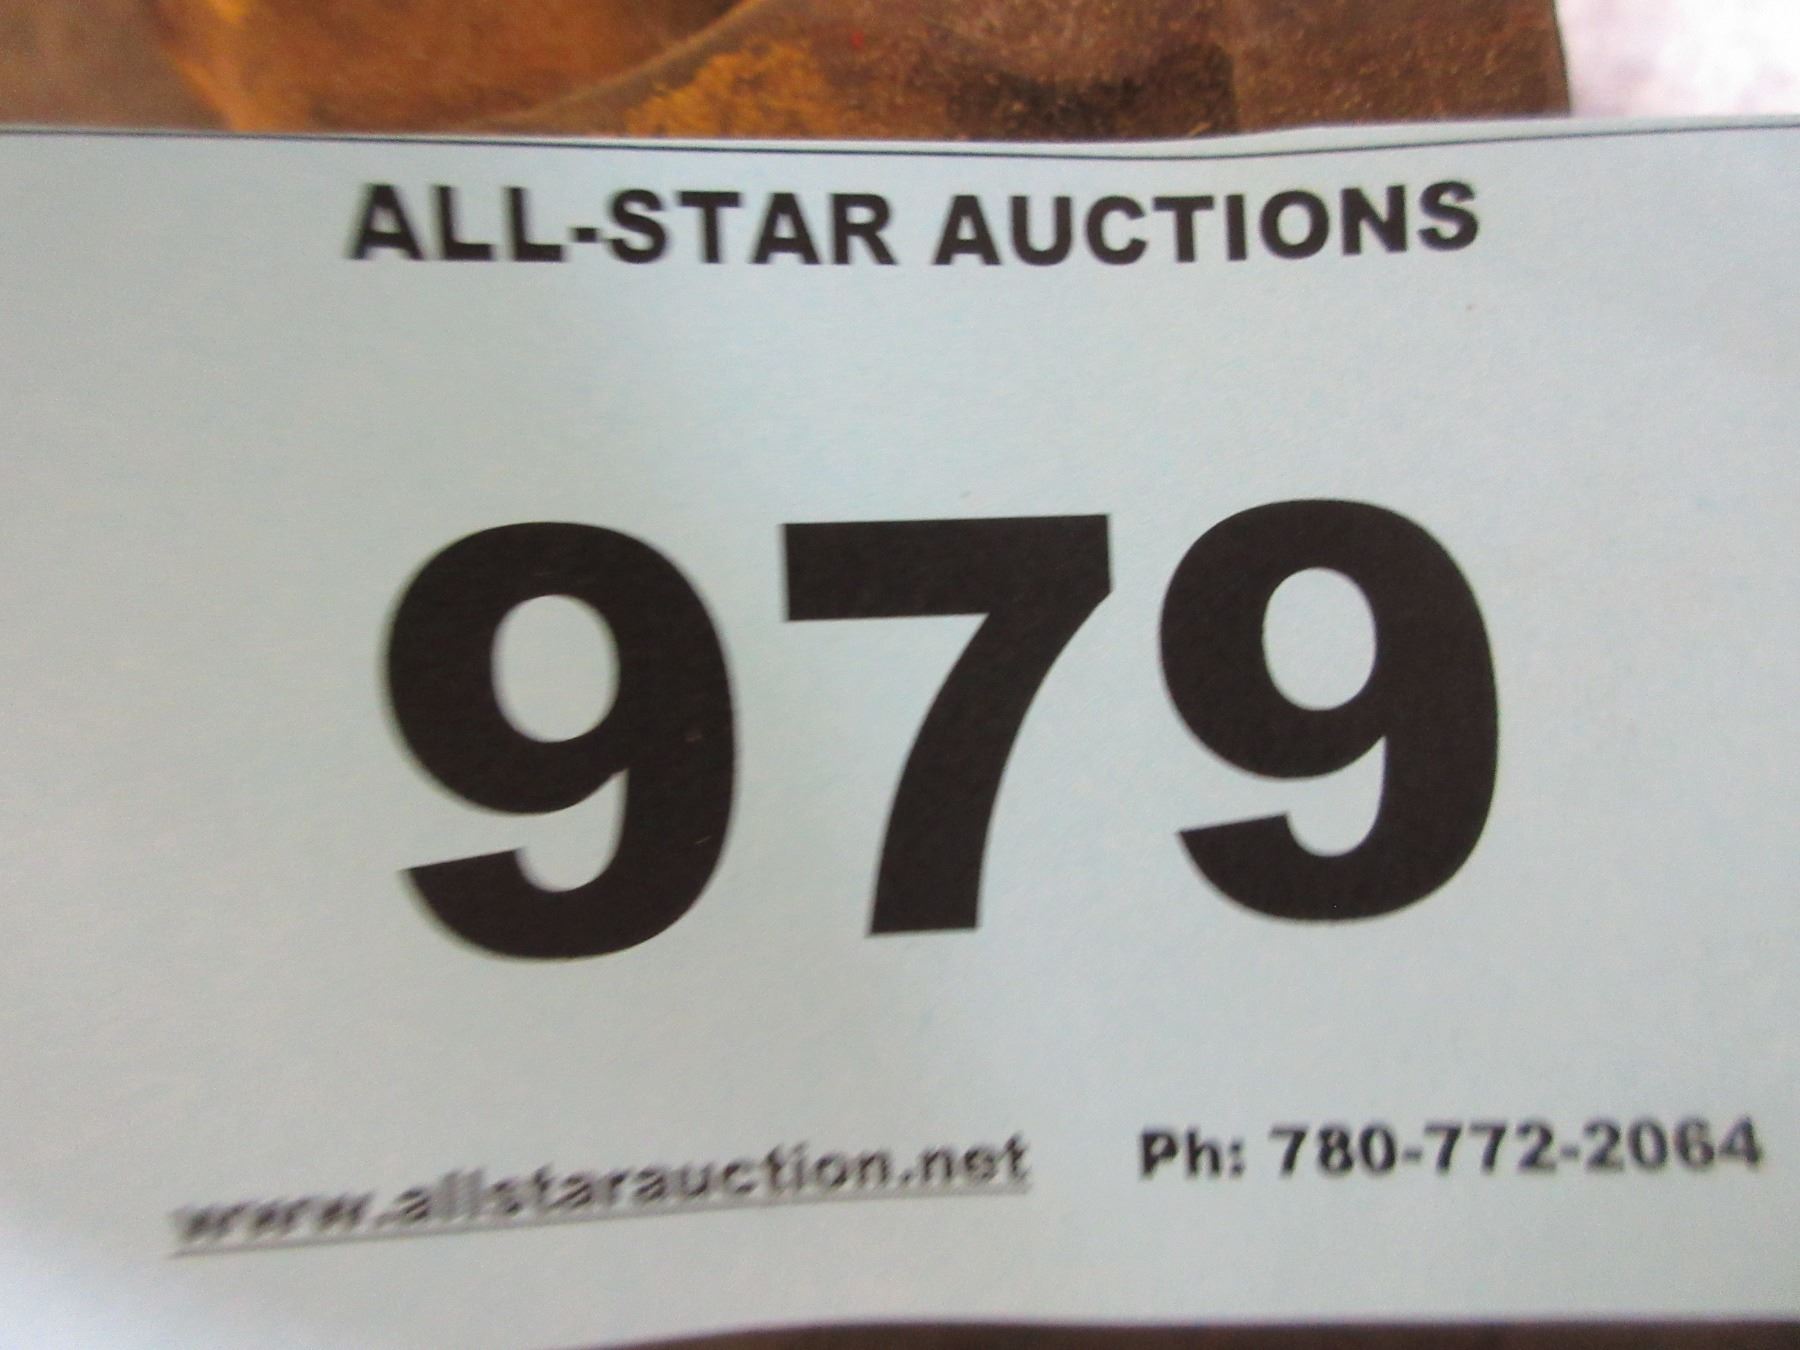 ALL-STAR AUCTIONS
979
www.allstarauction.net Ph: 780-772-2064